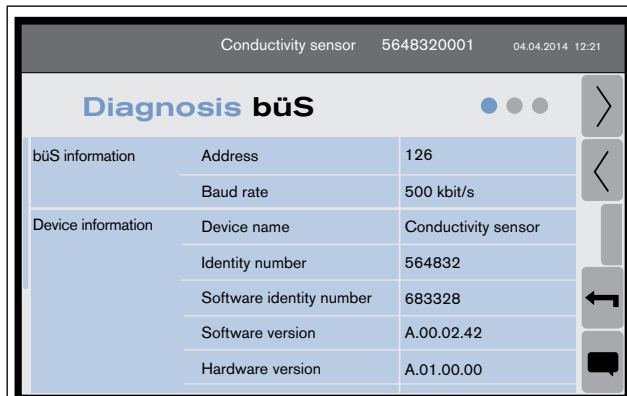 Conductivity sensor 5648320001 04.04.2014 12:21
Diagnosis büS
büS information Address 126
Baud rate 500 kbit/s
Device information Device name Conductivity sensor
Identity number 564832
Software identity number 683328
Software version A.00.02.42
Hardware version A.01.00.00